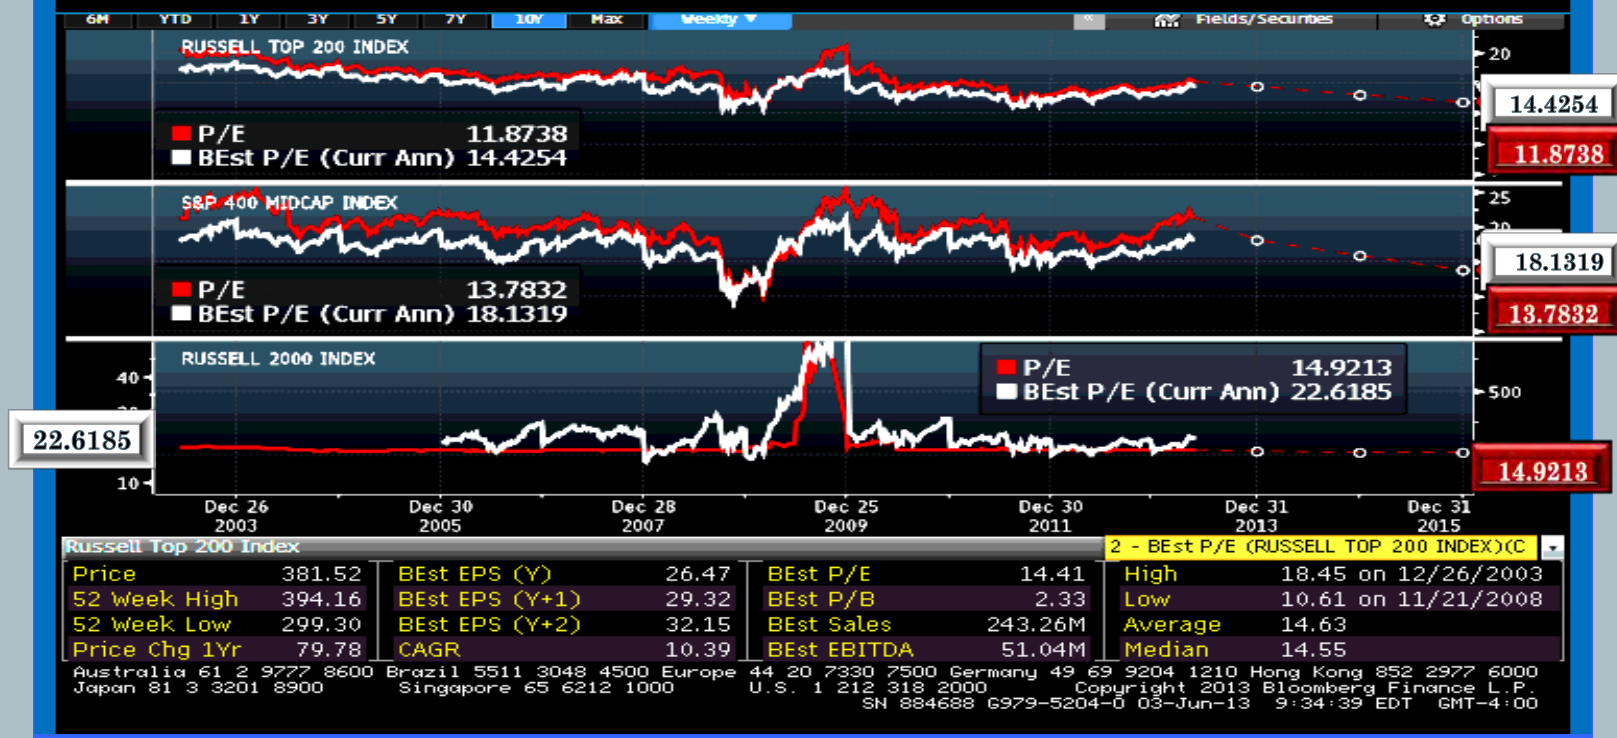 6M YTD 1Y 3Y 5Y 7Y 10Y Max Weekly ▼ « Fields/Securities Options
RUSSELL TOP 200 INDEX
20
P/E 11.8738
BEst P/E (Curr Ann) 14.4254
14.4254
11.8738
S&P 400 MIDCAP INDEX
25
20
P/E 13.7832
BEst P/E (Curr Ann) 18.1319
18.1319
13.7832
RUSSELL 2000 INDEX
P/E 14.9213
BEst P/E (Curr Ann) 22.6185
40
500
22.6185
14.9213
10
Dec 26 Dec 30 Dec 28 Dec 25 Dec 30 Dec 31 Dec 31
2003 2005 2007 2009 2011 2013 2015
Russell Top 200 Index 2 - BEst P/E (RUSSELL TOP 200 INDEX)(C
Price 381.52 BEst EPS (Y) 26.47 BEst P/E 14.41 High 18.45 on 12/26/2003
52 Week High 394.16 BEst EPS (Y+1) 29.32 BEst P/B 2.33 Low 10.61 on 11/21/2008
52 Week Low 299.30 BEst EPS (Y+2) 32.15 BEst Sales 243.26M Average 14.63
Price Chg 1Yr 79.78 CAGR 10.39 BEst EBITDA 51.04M Median 14.55
Australia 61 2 9777 8600 Brazil 5511 3048 4500 Europe 44 20 7330 7500 Germany 49 69 9204 1210 Hong Kong 852 2977 6000
Japan 81 3 3201 8900 Singapore 65 6212 1000 U.S. 1 212 318 2000 Copyright 2013 Bloomberg Finance L.P.
SN 884688 G979-5204-0 03-Jun-13 9:34:39 EDT GMT-4:00